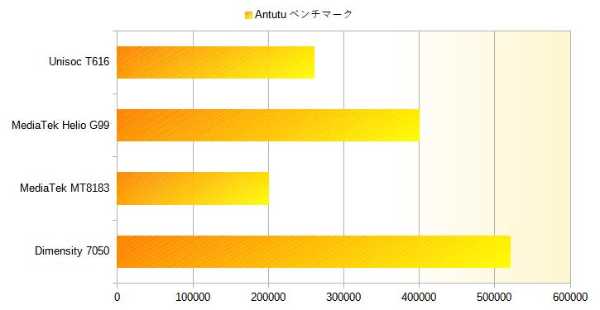 Antutu ベンチマーク
Unisoc T616
MediaTek Helio G99
MediaTek MT8183
Dimensity 7050
0 100000 200000 300000 400000 500000 600000